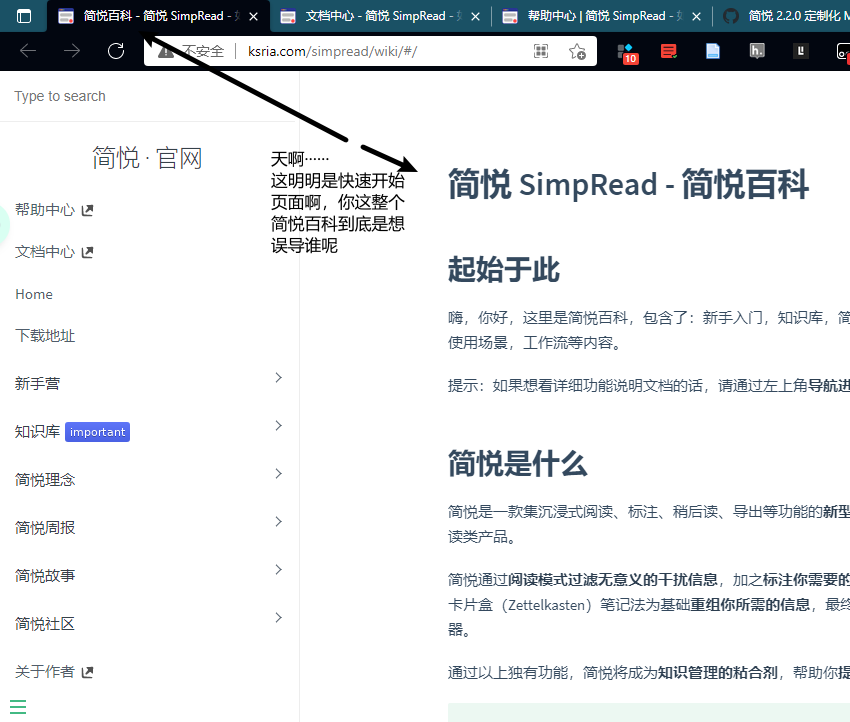 简悦百科 - 简悦 SimpRead -
文档中心 - 简悦 SimpRead -
帮助中心 | 简悦 SimpRead -
简悦 2.2.0 定制化
不安全
ksria.com/simpread/wiki/#/
10
h.
Type to search
简悦 · 官网
帮助中心
文档中心
Home
下载地址
新手营
知识库 important
简悦理念
简悦周报
简悦故事
简悦社区
关于作者
天啊······
这明明是快速开始
页面啊，你这整个
简悦百科到底是想
误导谁呢
简悦 SimpRead - 简悦百科
起始于此
嗨，你好，这里是简悦百科，包含了：新手入门，知识库，简
使用场景，工作流等内容。
提示：如果想看详细功能说明文档的话，请通过左上角导航进
简悦是什么
简悦是一款集沉浸式阅读、标注、稍后读、导出等功能的新型
读类产品。
简悦通过阅读模式过滤无意义的干扰信息，加之标注你需要的
卡片盒（Zettelkasten）笔记法为基础重组你所需的信息，最终
器。
通过以上独有功能，简悦将成为知识管理的粘合剂，帮助你提